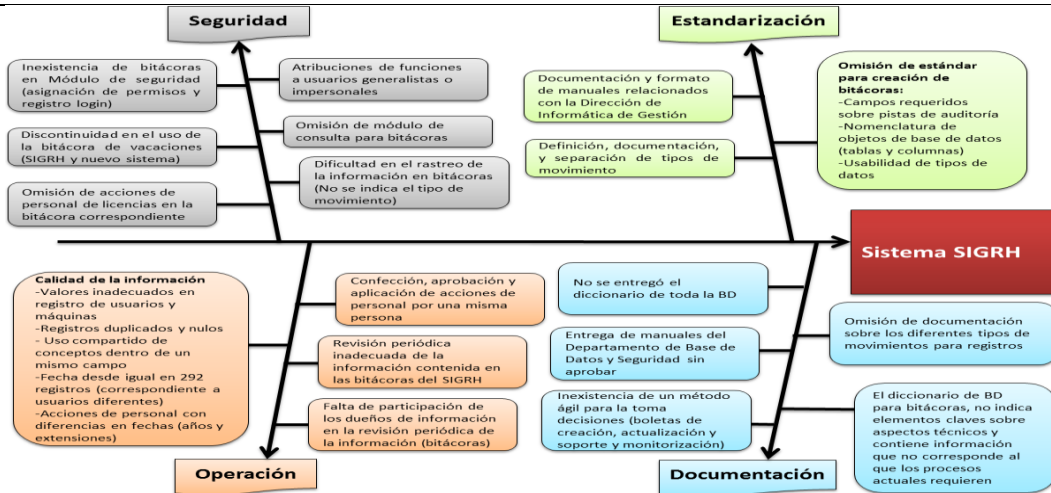 Seguridad
Inexistencia de bitácoras
en Módulo de seguridad
(asignación de permisos y
registro login)
Discontinuidad en el uso de
la bitácora de vacaciones
(SIGRH y nuevo sistema)
Omisión de acciones de
personal de licencias en la
bitácora correspondiente
Atribuciones de funciones
a usuarios generalistas o
impersonales
Omisión de módulo de
consulta para bitácoras
Dificultad en el rastreo de
la información en bitácoras
(No se indica el tipo de
movimiento)
Estandarización
Documentación y formato
de manuales relacionados
con la Dirección de
Informática de Gestión
Definición, documentación,
y separación de tipos de
movimiento
Omisión de estándar
para creación de
bitácoras:
-Campos requeridos
sobre pistas de auditoría
-Nomenclatura de
objetos de base de datos
(tablas y columnas)
-Usabilidad de tipos de
datos
Sistema SIGRH
Calidad de la información
-Valores inadecuados en
registro de usuarios y
máquinas
-Registros duplicados y nulos
- Uso compartido de
conceptos dentro de un
mismo campo
-Fecha desde igual en 292
registros (correspondiente a
usuarios diferentes)
-Acciones de personal con
diferencias en fechas (años y
extensiones)
Confección, aprobación y
aplicación de acciones de
personal por una misma
persona
Revisión periódica
inadecuada de la
información contenida en
las bitácoras del SIGRH
Falta de participación de
los dueños de información
en la revisión periódica de
la información (bitácoras)
Operación
No se entregó el
diccionario de toda la BD
Entrega de manuales del
Departamento de Base de
Datos y Seguridad sin
aprobar
Inexistencia de un método
ágil para la toma
decisiones (boletas de
creación, actualización y
soporte y monitorización)
Omisión de documentación
sobre los diferentes tipos de
movimientos para registros
El diccionario de BD
para bitácoras, no indica
elementos claves sobre
aspectos técnicos y
contiene información
que no corresponde al
que los procesos
actuales requieren
Documentación